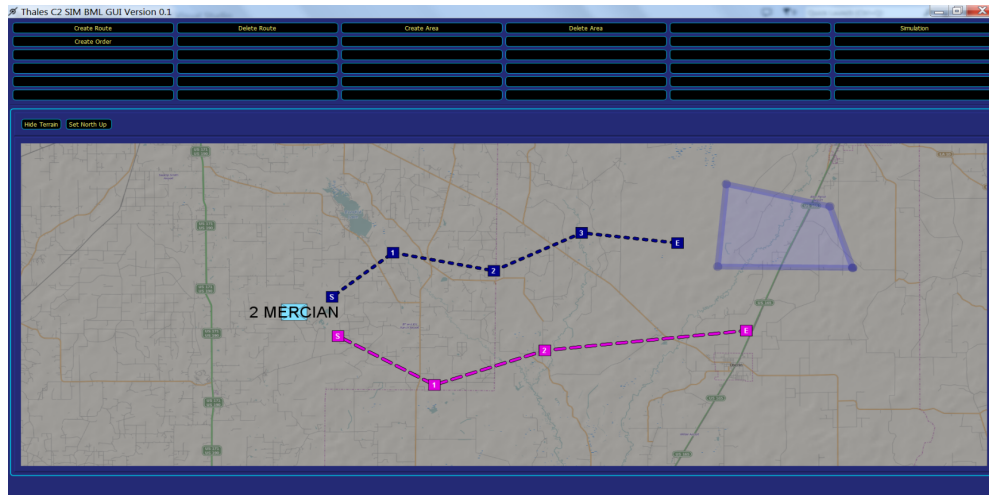 Thales C2 SIM BML GUI Version 0.1
Create Route Delete Route Create Area Delete Area Simulation
Create Order
Hide Terrain Set North Up
3
1
E
2
S
2 MERCIAN
S
E
2
1